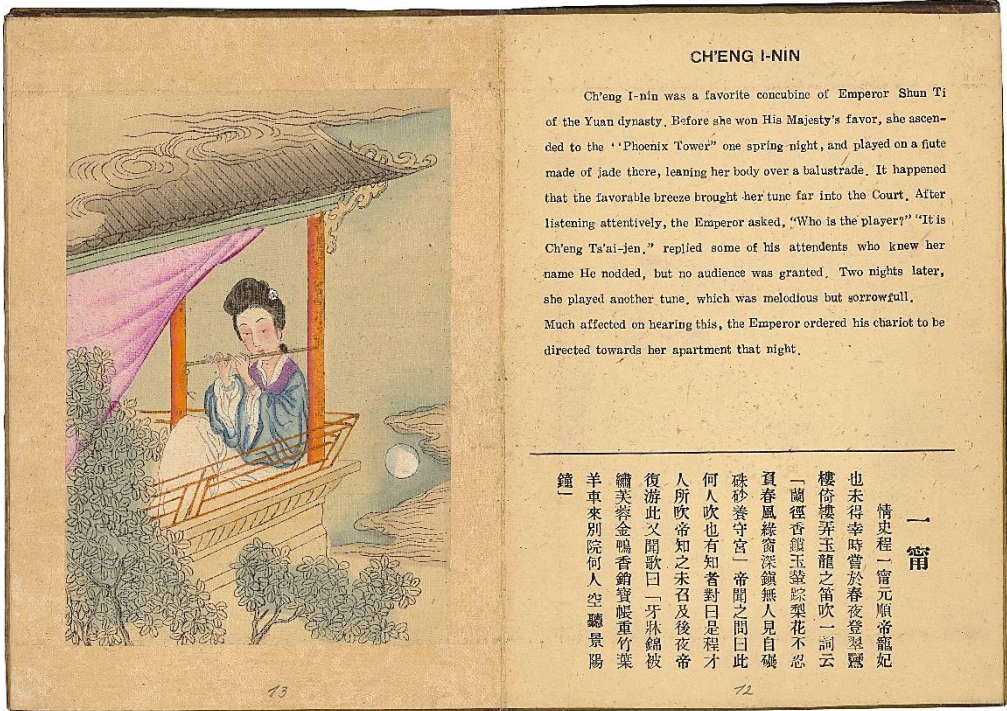 CH'ENG I-NIN
Ch'eng I-nin was a favorite concubine of Emperor Shun Ti
of the Yuan dynasty. Before she won His Majesty's favor, she ascen-
ded to the "Phoenix Tower" one spring night, and played on a flute
made of jade there, leaning her body over a balustrade. It happened
that the favorable breeze brought her tune far into the Court. After
listening attentively, the Emperor asked, "Who is the player?" "It is
Ch'eng Ts'ai-jen." replied some of his attendents who knew her
name He nodded, but no audience was granted. Two nights later,
she played another tune, which was melodious but sorrowfull.
Much affected on hearing this, the Emperor ordered his chariot to be
directed towards her apartment that night.
一甯
情史程一甯元順帝寵妃
也未得幸時嘗於春夜登翠鸞
樓倚樓弄玉龍之笛吹一詞云
「蘭徑香鎖玉輦踪梨花不忍
負春風綠窗深鎖無人見自碾
硃砂養守宮」帝聞之問曰此
何人吹也有知者對曰是程才
人所吹帝知之未召及後夜帝
復游此又聞歌曰「牙牀錦被
繡芙蓉金鴨香銷寶帳重竹葉
羊車來別院何人空聽景陽
鐘」
13
12